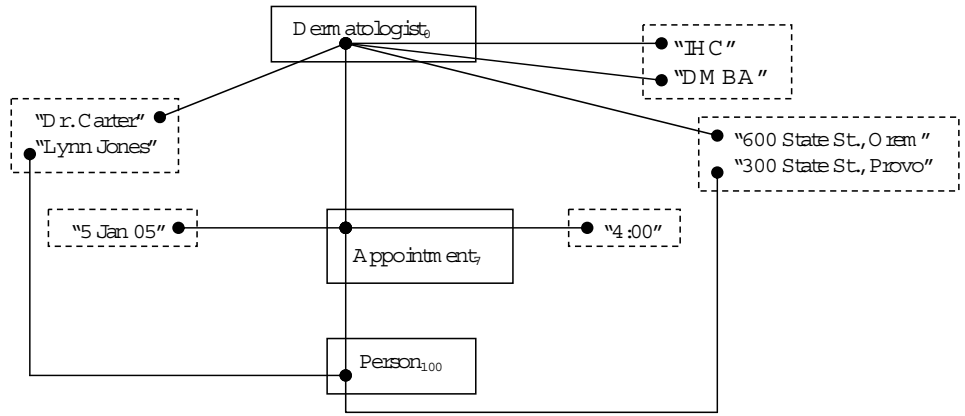 Dermatologist₀
“IHC”
“DMBA”
“Dr. Carter”
“Lynn Jones”
“600 State St., Orem”
“300 State St., Provo”
“5 Jan 05”
“4:00”
Appointment₇
Person₁₀₀